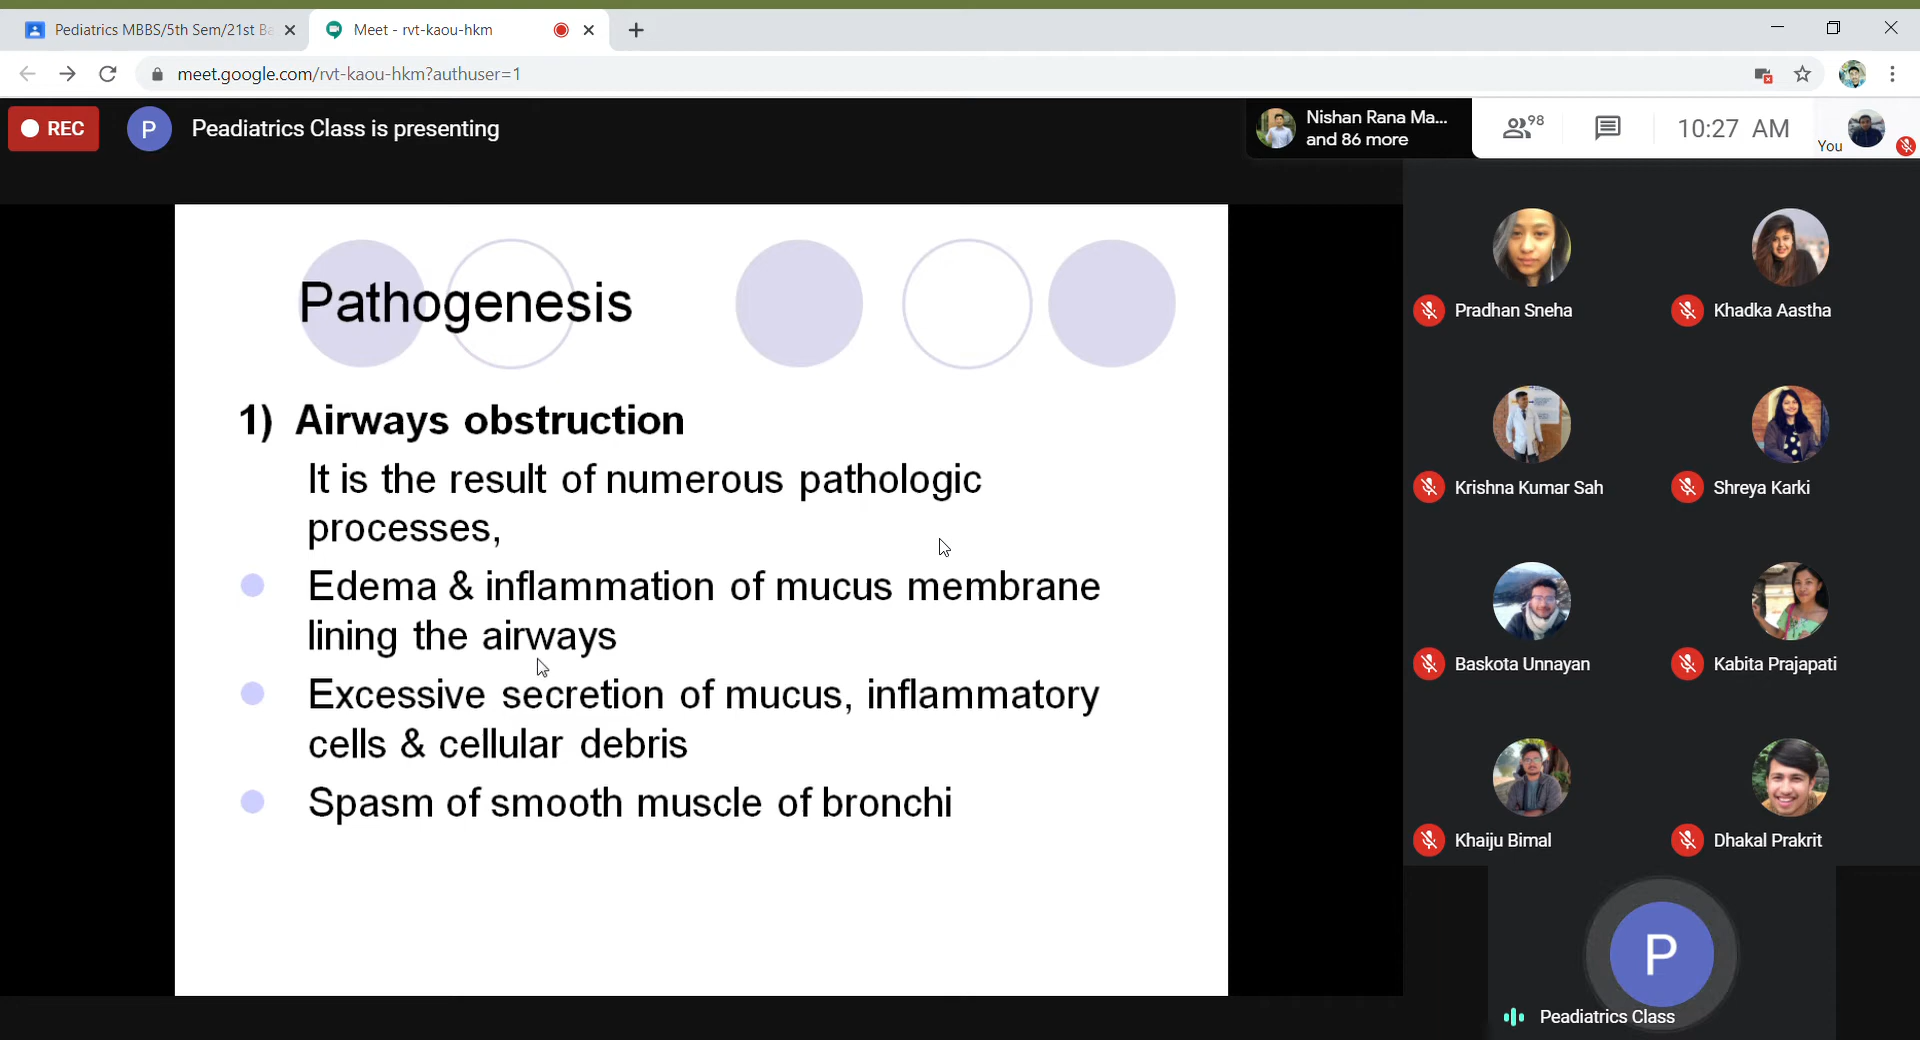 Pediatrics MBBS/5th Sem/21st Ba
Meet - rvt-kaou-hkm
meet.google.com/rvt-kaou-hkm?authuser=1
REC
P
Peadiatrics Class is presenting
Nishan Rana Ma...
and 86 more
98
10:27 AM
You
Pathogenesis
1) Airways obstruction
It is the result of numerous pathologic
processes,
Edema & inflammation of mucus membrane
lining the airways
Excessive secretion of mucus, inflammatory
cells & cellular debris
Spasm of smooth muscle of bronchi
Pradhan Sneha
Khadka Aastha
Krishna Kumar Sah
Shreya Karki
Baskota Unnayan
Kabita Prajapati
Khaiju Bimal
Dhakal Prakrit
P
Peadiatrics Class